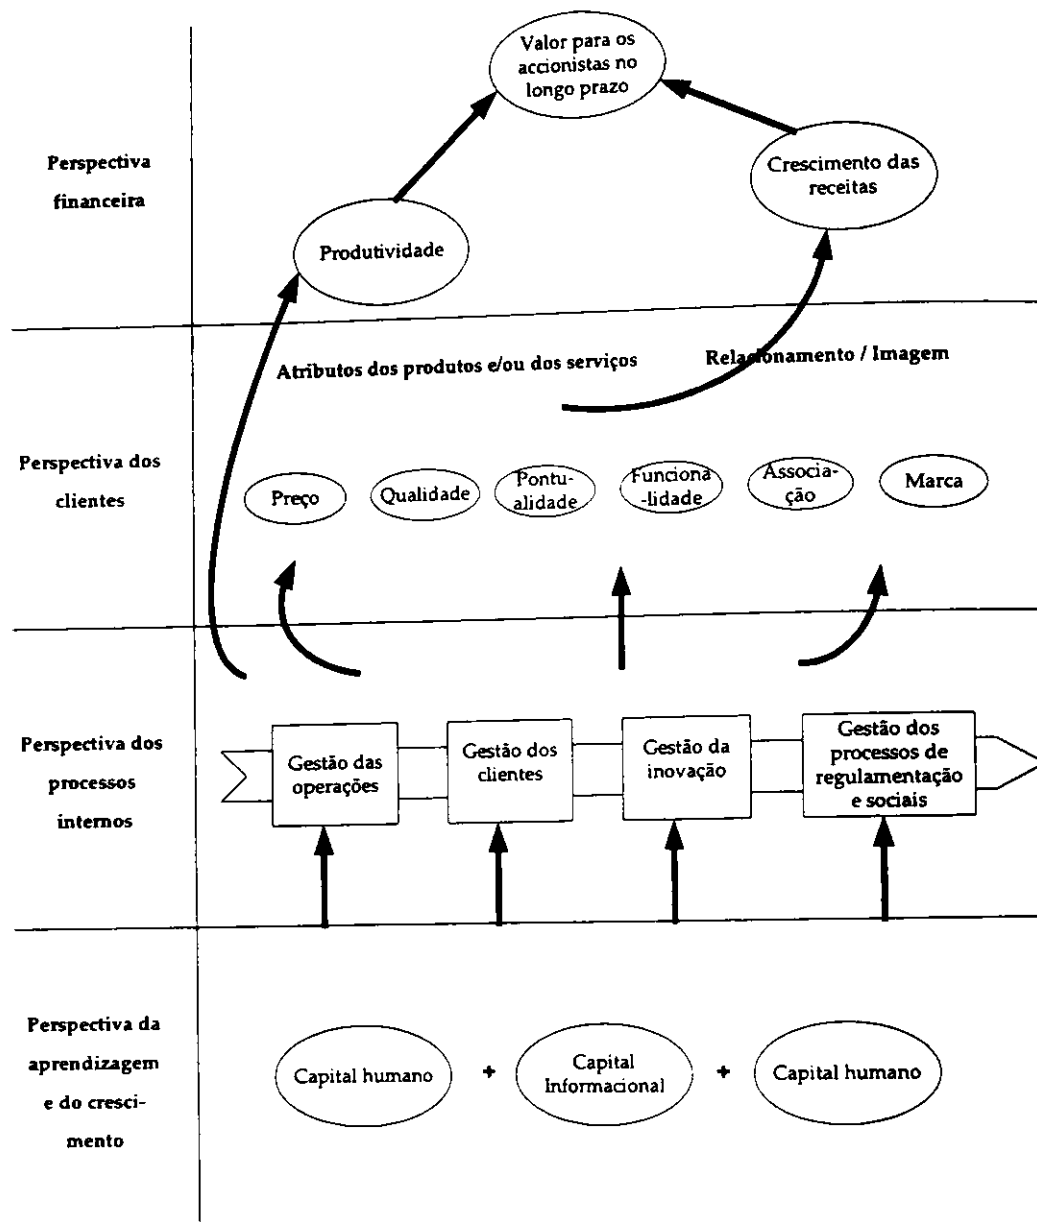 Valor para os
accionistas no
longo prazo
Perspectiva
financeira
Crescimento das
receitas
Produtividade
Atributos dos produtos e/ou dos serviços
Relacionamento / Imagem
Perspectiva dos
clientes
Preço
Qualidade
Pontu-
alidade
Funciona
-lidade
Associa-
ção
Marca
Perspectiva dos
processos
internos
Gestão das
operações
Gestão dos
clientes
Gestão da
inovação
Gestão dos
processos de
regulamentação
e sociais
Perspectiva da
aprendizagem
e do cresci-
mento
Capital humano
+
Capital
Informacional
+
Capital humano